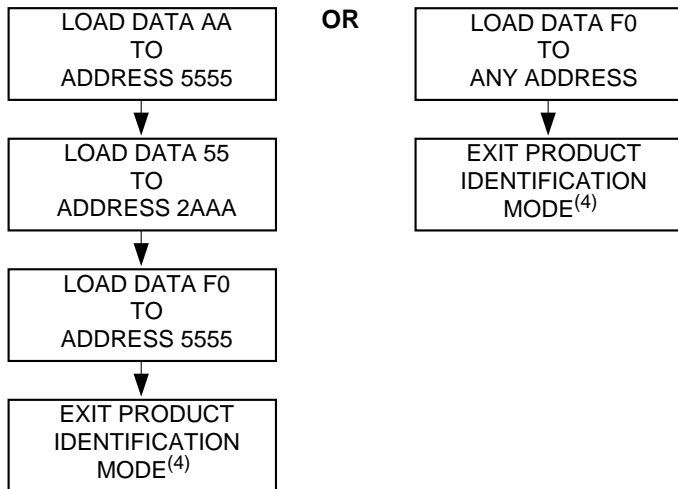 LOAD DATA AA
TO
ADDRESS 5555
LOAD DATA 55
TO
ADDRESS 2AAA
LOAD DATA F0
TO
ADDRESS 5555
EXIT PRODUCT
IDENTIFICATION
MODE(4)
OR
LOAD DATA F0
TO
ANY ADDRESS
EXIT PRODUCT
IDENTIFICATION
MODE(4)